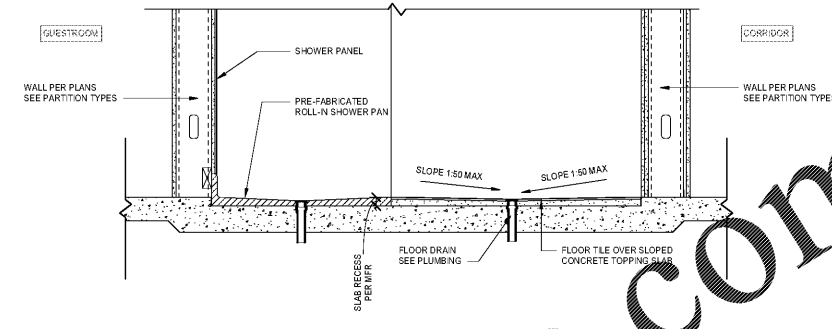 GUESTROOM
CORRIDOR
SHOWER PANEL
WALL PER PLANS
SEE PARTITION TYPES
WALL PER PLANS
SEE PARTITION TYPES
PRE-FABRICATED
ROLL-N SHOWER PAN
SLOPE 1:50 MAX
SLOPE 1:50 MAX
SLAB RECESS
PER MFR
FLOOR DRAIN
SEE PLUMBING
FLOOR TILE OVER SLOPED
CONCRETE TOPPING SLAB
.com